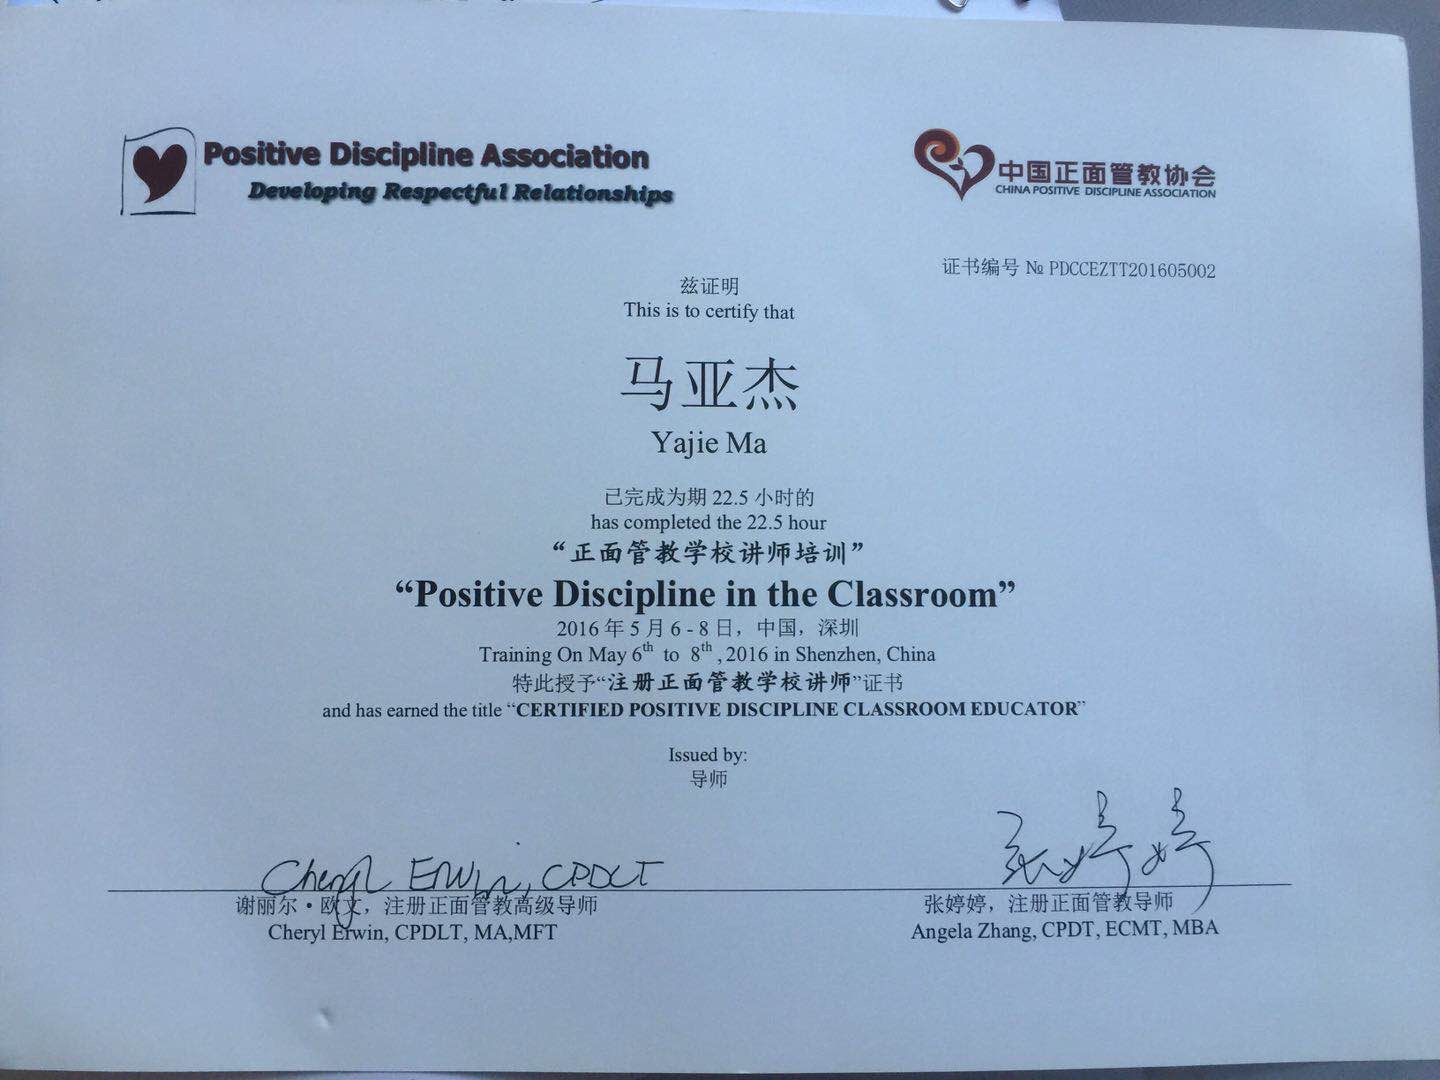 Positive Discipline Association
Developing Respectful Relationships
中国正面管教协会
CHINA POSITIVE DISCIPLINE ASSOCIATION
证书编号 № PDCCEZTT201605002
兹证明
This is to certify that
马亚杰
Yajie Ma
已完成为期 22.5 小时的
has completed the 22.5 hour
“正面管教学校讲师培训”
“Positive Discipline in the Classroom”
2016 年 5 月 6 - 8 日，中国，深圳
Training On May 6th to 8th , 2016 in Shenzhen, China
特此授予“注册正面管教学校讲师”证书
and has earned the title “CERTIFIED POSITIVE DISCIPLINE CLASSROOM EDUCATOR”
Issued by:
导师
Cheryl Erwin, CPDLT
张婷婷
谢丽尔·欧文，注册正面管教高级导师
Cheryl Erwin, CPDLT, MA,MFT
张婷婷，注册正面管教导师
Angela Zhang, CPDT, ECMT, MBA